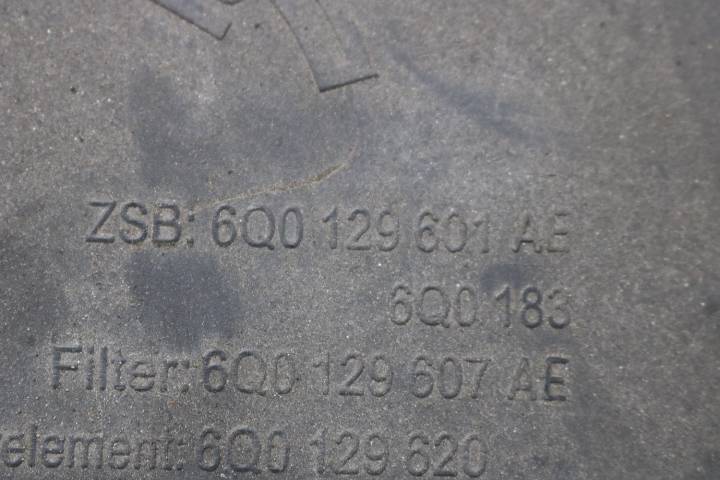 ZSB: 6Q0 129 601 AE
6Q0 183
Filter: 6Q0 129 607 AE
element: 6Q0 129 620